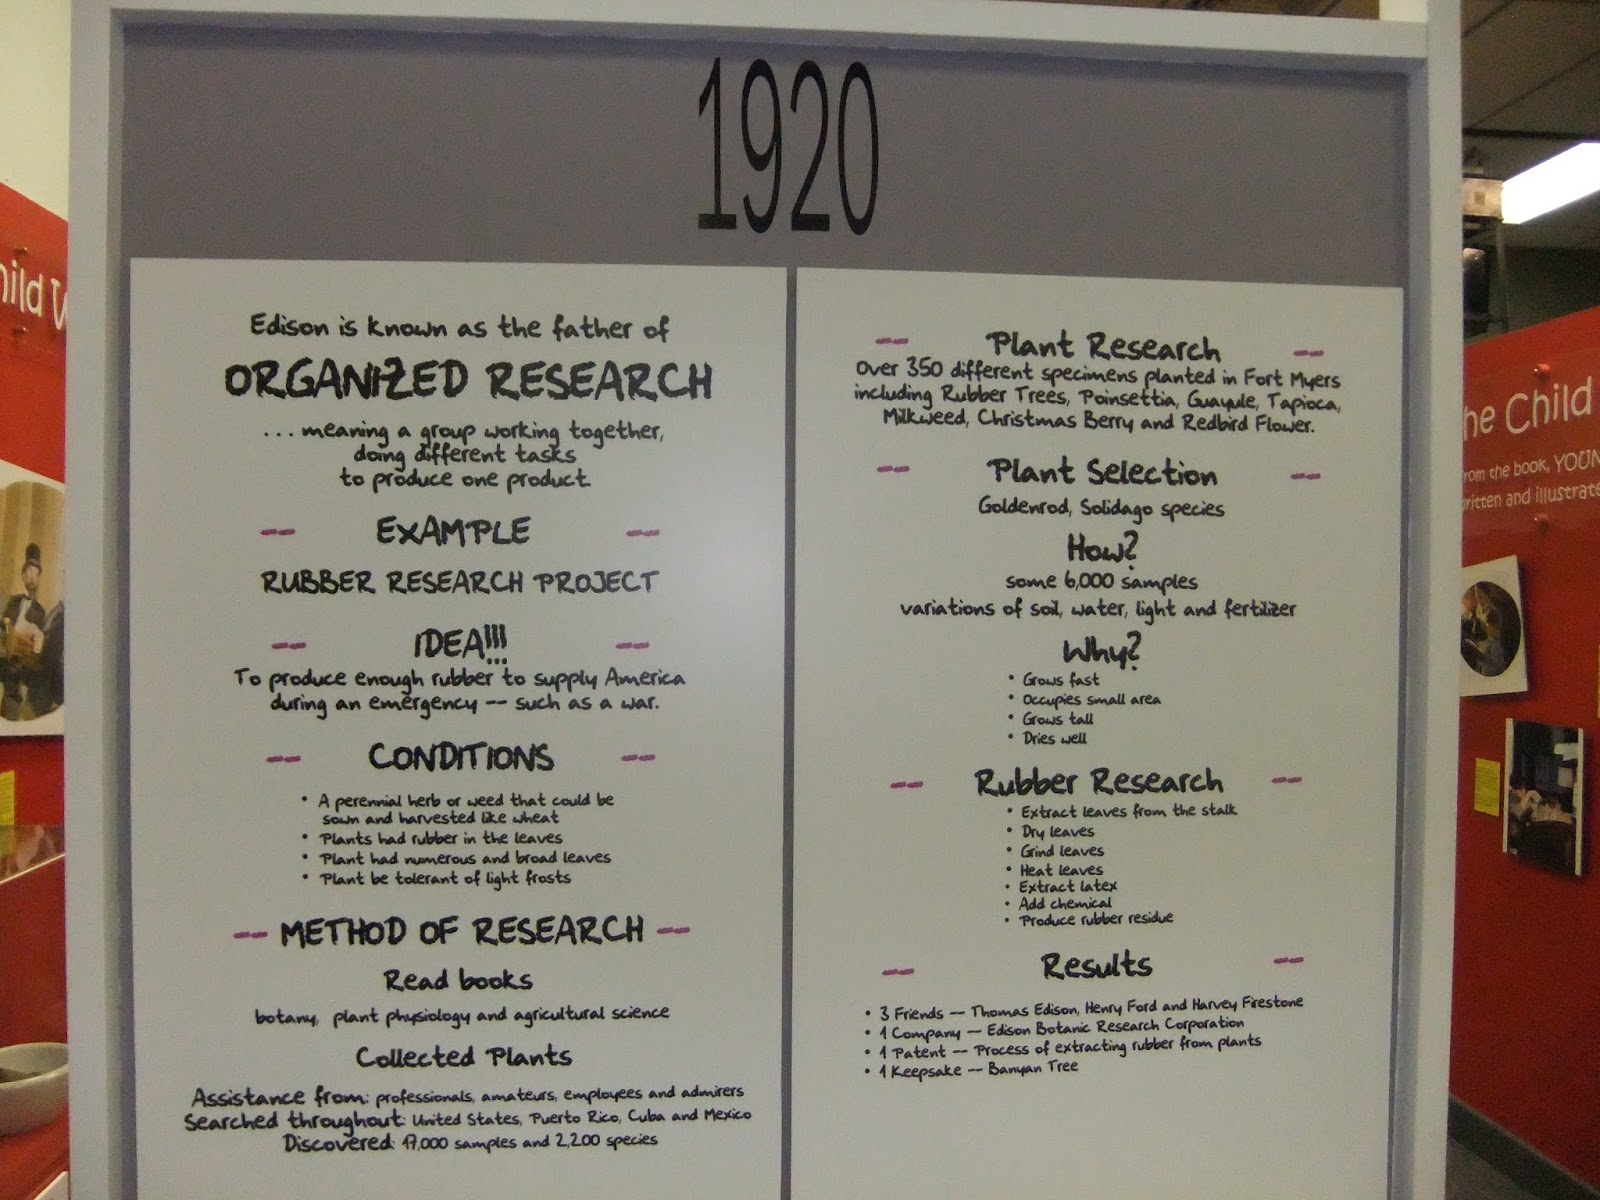 1920
Edison is known as the father of
ORGANIZED RESEARCH
... meaning a group working together,
doing different tasks
to produce one product.
-- EXAMPLE --
RUBBER RESEARCH PROJECT
-- IDEA!!! --
To produce enough rubber to supply America
during an emergency -- such as a war.
-- CONDITIONS --
• A perennial herb or weed that could be
sown and harvested like wheat
• Plants had rubber in the leaves
• Plant had numerous and broad leaves
• Plant be tolerant of light frosts
-- METHOD OF RESEARCH --
Read books
botany, plant physiology and agricultural science
Collected Plants
Assistance from: professionals, amateurs, employees and admirers
Searched throughout: United States, Puerto Rico, Cuba and Mexico
Discovered: 17,000 samples and 2,200 species
-- Plant Research --
Over 350 different specimens planted in Fort Myers
including Rubber Trees, Poinsettia, Guayule, Tapioca,
Milkweed, Christmas Berry and Redbird Flower.
-- Plant Selection --
Goldenrod, Solidago species
How?
some 6,000 samples
variations of soil, water, light and fertilizer
Why?
• Grows fast
• Occupies small area
• Grows tall
• Dries well
-- Rubber Research --
• Extract leaves from the stalk
• Dry leaves
• Grind leaves
• Heat leaves
• Extract latex
• Add chemical
• Produce rubber residue
-- Results --
• 3 Friends -- Thomas Edison, Henry Ford and Harvey Firestone
• 1 Company -- Edison Botanic Research Corporation
• 1 Patent -- Process of extracting rubber from plants
• 1 Keepsake -- Banyan Tree
hild
he Child
rom the book, YOUN
ritten and illustrate